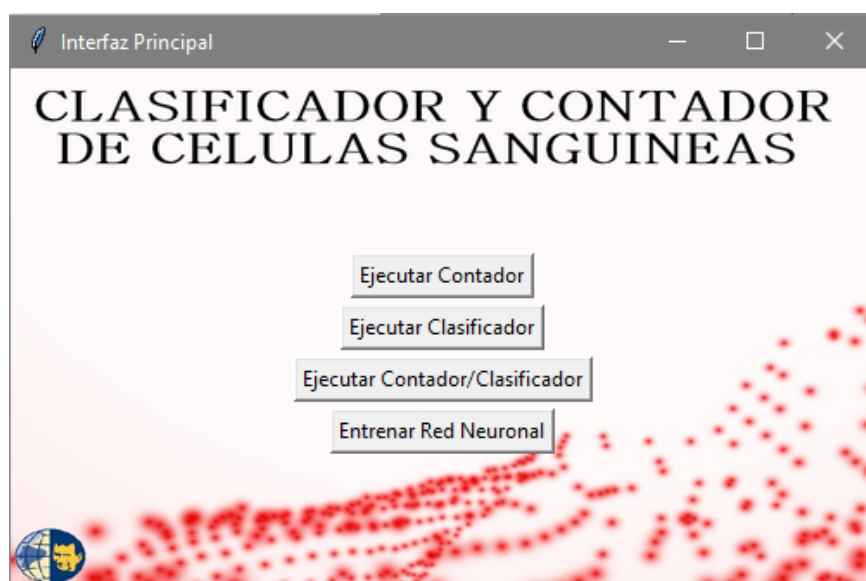 Interfaz Principal
CLASIFICADOR Y CONTADOR
DE CELULAS SANGUINEAS
Ejecutar Contador
Ejecutar Clasificador
Ejecutar Contador/Clasificador
Entrenar Red Neuronal